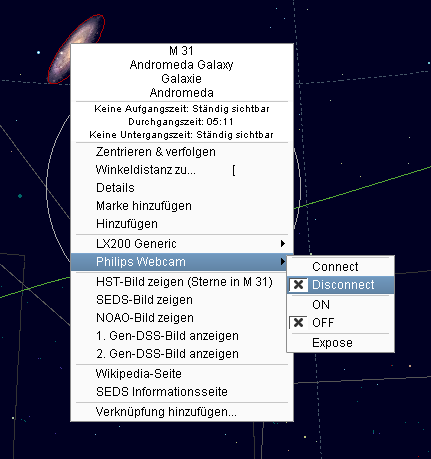 M 31
Andromeda Galaxy
Galaxie
Andromeda
Keine Aufgangszeit: Ständig sichtbar
Durchgangszeit: 05:11
Keine Untergangszeit: Ständig sichtbar
Zentrieren & verfolgen
Winkeldistanz zu... [
Details
Marke hinzufügen
Hinzufügen
LX200 Generic
Philips Webcam
HST-Bild zeigen (Sterne in M 31)
SEDS-Bild zeigen
NOAO-Bild zeigen
1. Gen-DSS-Bild anzeigen
2. Gen-DSS-Bild anzeigen
Wikipedia-Seite
SEDS Informationsseite
Verknüpfung hinzufügen...
Connect
Disconnect
ON
OFF
Expose